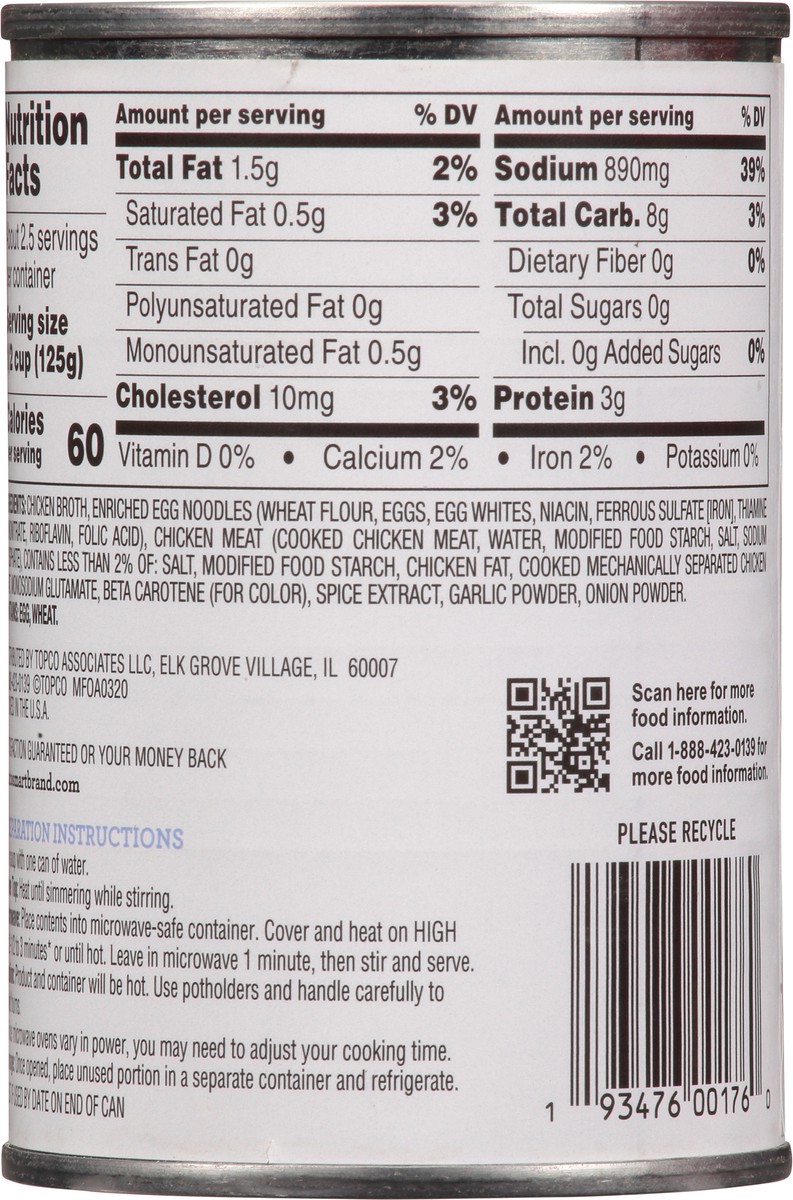 Nutrition
Facts
about 2.5 servings
per container
Serving size
1/2 cup (125g)
Calories
per serving 60
Amount per serving % DV
Total Fat 1.5g 2%
Saturated Fat 0.5g 3%
Trans Fat 0g
Polyunsaturated Fat 0g
Monounsaturated Fat 0.5g
Cholesterol 10mg 3%
Amount per serving % DV
Sodium 890mg 39%
Total Carb. 8g 3%
Dietary Fiber 0g 0%
Total Sugars 0g
Incl. 0g Added Sugars 0%
Protein 3g
Vitamin D 0% • Calcium 2% • Iron 2% • Potassium 0%
INGREDIENTS: CHICKEN BROTH, ENRICHED EGG NOODLES (WHEAT FLOUR, EGGS, EGG WHITES, NIACIN, FERROUS SULFATE [IRON], THIAMINE
MONONITRATE, RIBOFLAVIN, FOLIC ACID), CHICKEN MEAT (COOKED CHICKEN MEAT, WATER, MODIFIED FOOD STARCH, SALT, SODIUM
PHOSPHATE), CONTAINS LESS THAN 2% OF: SALT, MODIFIED FOOD STARCH, CHICKEN FAT, COOKED MECHANICALLY SEPARATED CHICKEN
MONOSODIUM GLUTAMATE, BETA CAROTENE (FOR COLOR), SPICE EXTRACT, GARLIC POWDER, ONION POWDER.
CONTAINS: EGG, WHEAT.
DISTRIBUTED BY TOPCO ASSOCIATES LLC, ELK GROVE VILLAGE, IL 60007
©TOPCO MFOA0320
IN THE U.S.A.
GUARANTEED OR YOUR MONEY BACK
Scan here for more
food information.
Call 1-888-423-0139 for
more food information.
PLEASE RECYCLE
PREPARATION INSTRUCTIONS
with one can of water.
Heat until simmering while stirring.
Place contents into microwave-safe container. Cover and heat on HIGH
2 to 3 minutes* or until hot. Leave in microwave 1 minute, then stir and serve.
Product and container will be hot. Use potholders and handle carefully to
microwave ovens vary in power, you may need to adjust your cooking time.
Once opened, place unused portion in a separate container and refrigerate.
USED BY DATE ON END OF CAN
1 93476 00176 0